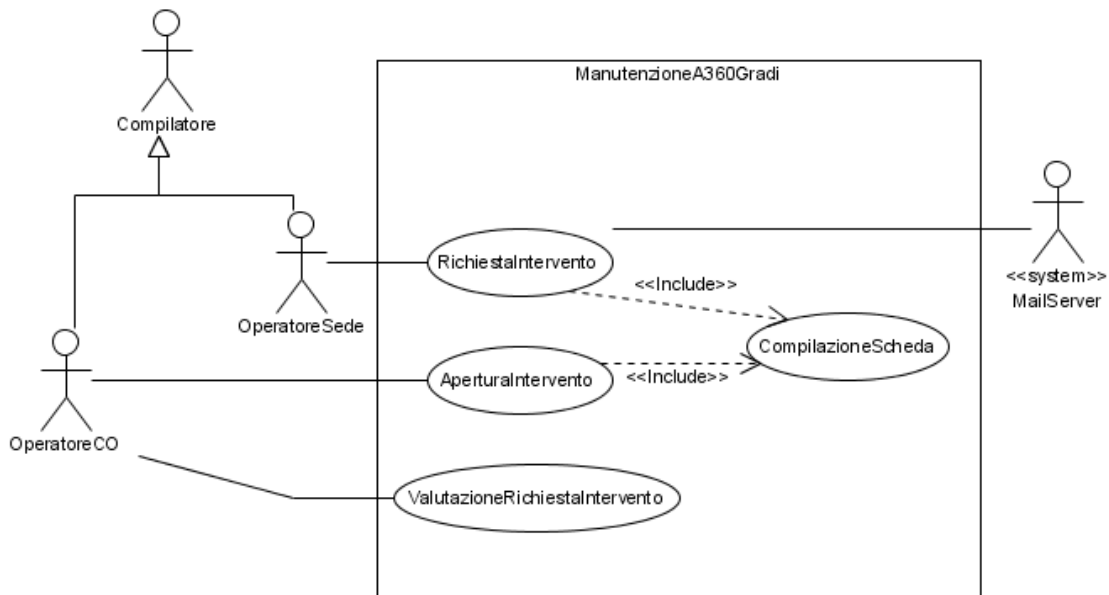 ManutenzioneA360Gradi
Compilatore
RichiestaIntervento
<<Include>>
<<system>>
MailServer
OperatoreSede
CompilazioneScheda
AperturaIntervento
<<Include>>
OperatoreCO
ValutazioneRichiestaIntervento